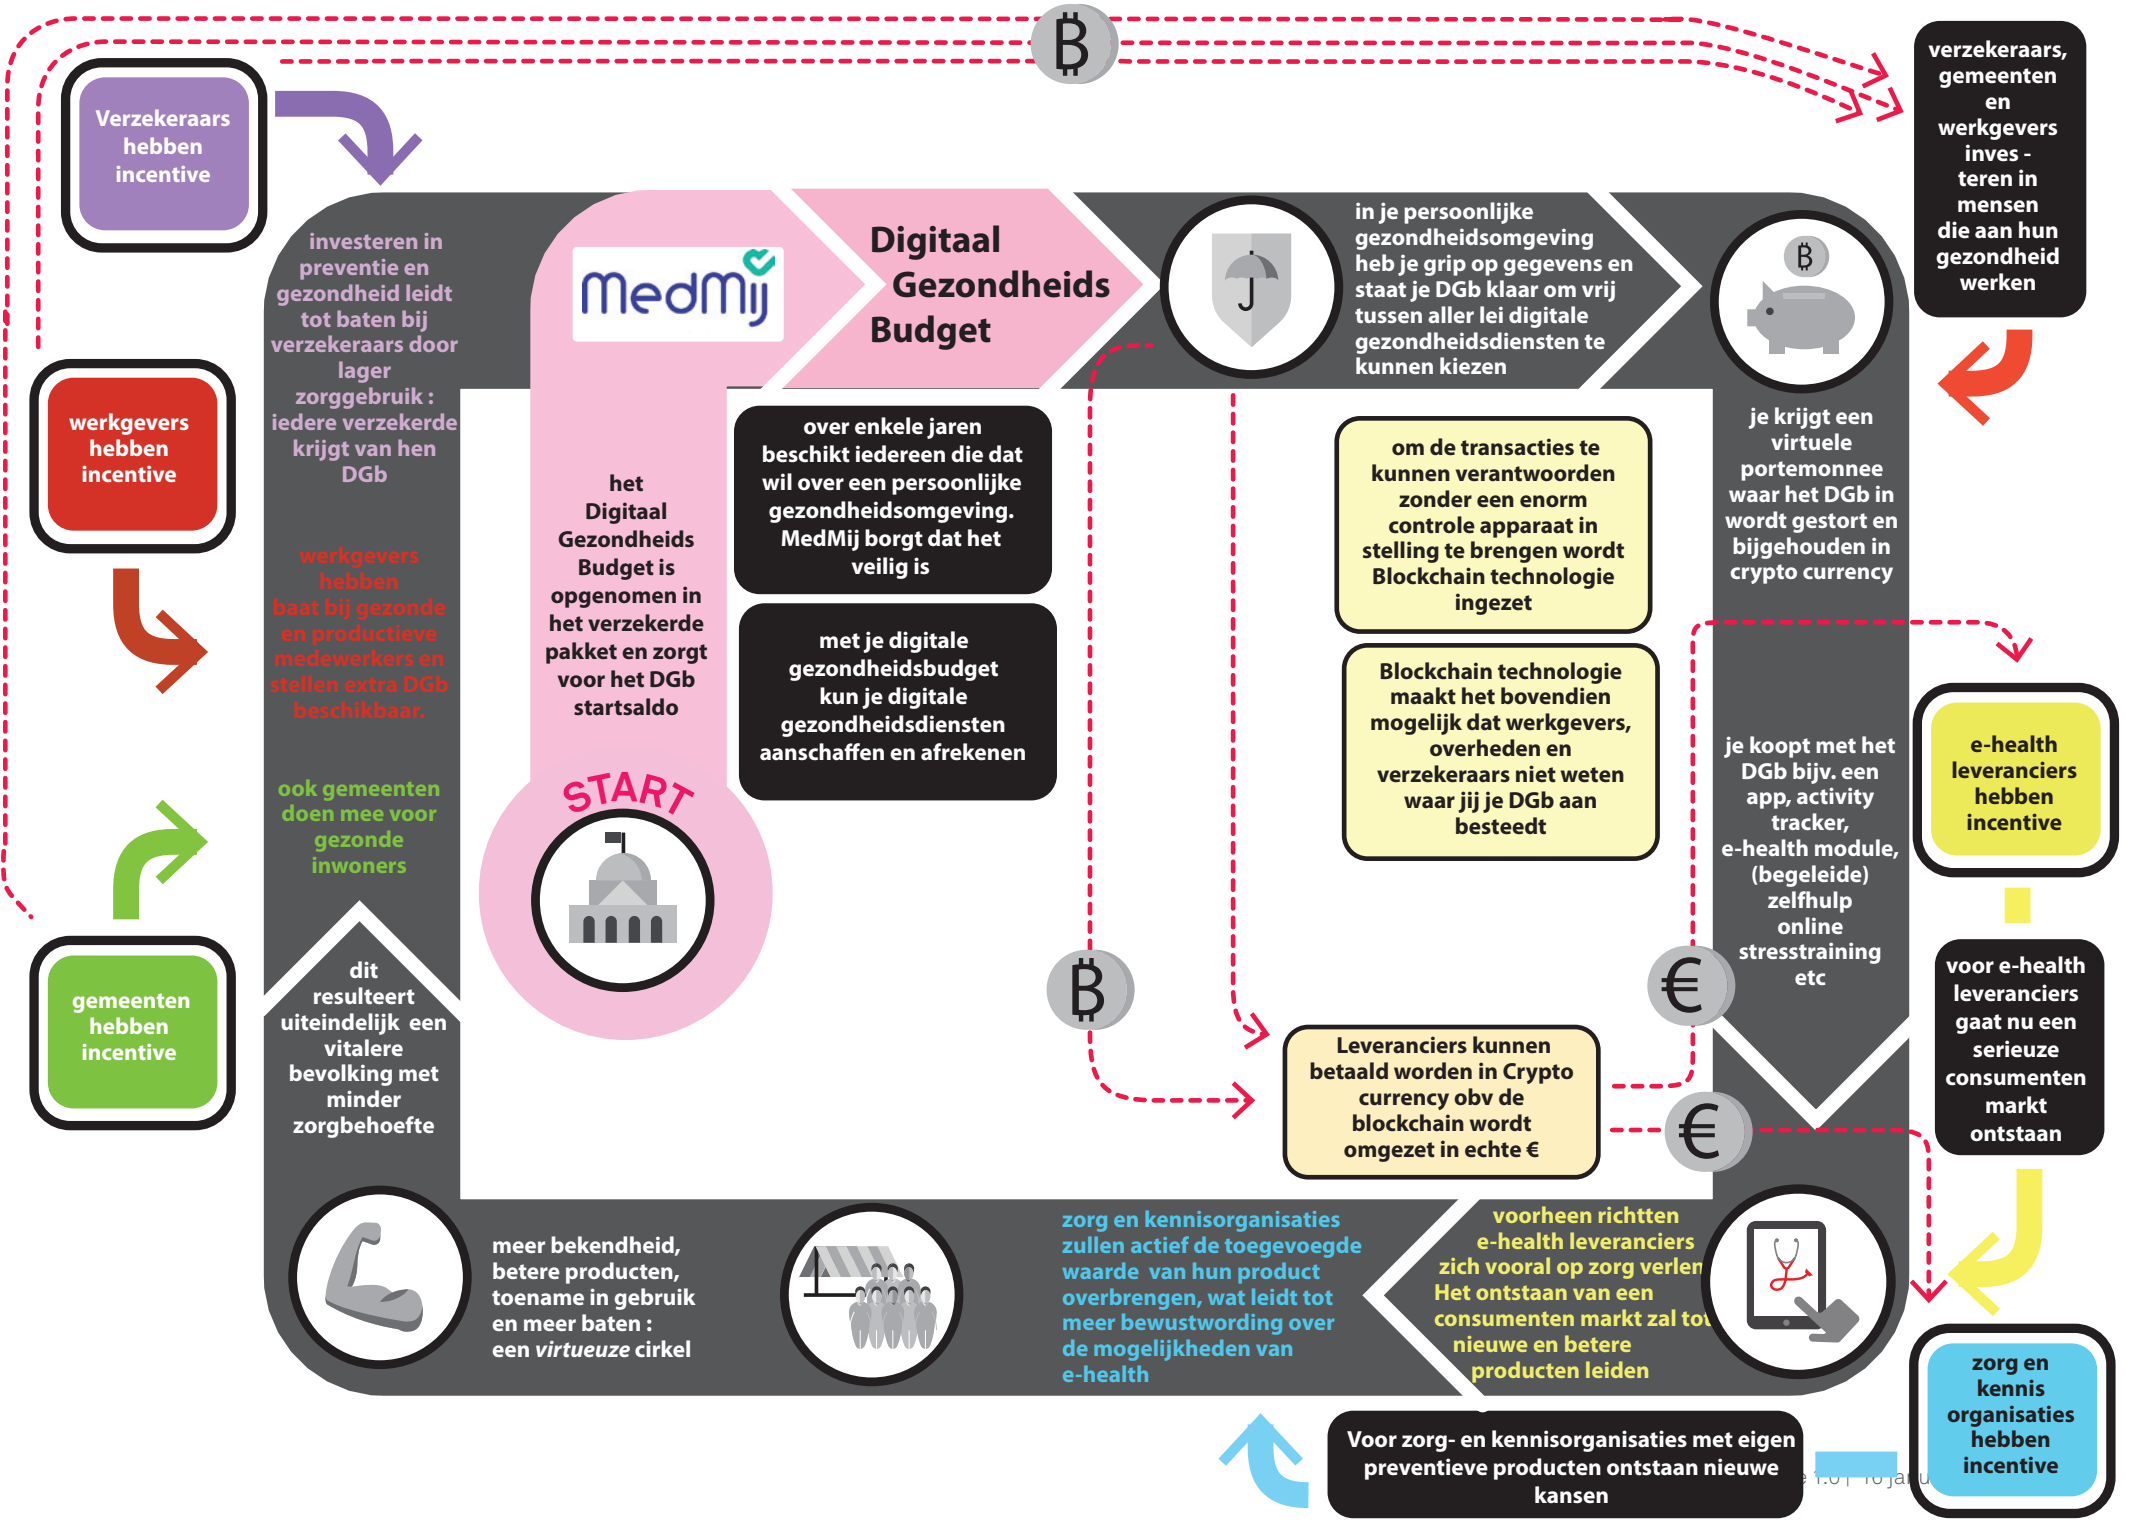 Verzekeraars
hebben
incentive
werkgevers
hebben
incentive
gemeenten
hebben
incentive
investeren in
preventie en
gezondheid leidt
tot baten bij
verzekeraars door
lager
zorggebruik :
iedere verzekerde
krijgt van hen
DGb
werkgevers
hebben
baat bij gezonde
en productieve
medewerkers en
stellen extra DGb
beschikbaar.
ook gemeenten
doen mee voor
gezonde
inwoners
dit
resulteert
uiteindelijk een
vitalere
bevolking met
minder
zorgbehoefte
MedMij
het
Digitaal
Gezondheids
Budget is
opgenomen in
het verzekerde
pakket en zorgt
voor het DGb
startsaldo
START
Digitaal
Gezondheids
Budget
over enkele jaren
beschikt iedereen die dat
wil over een persoonlijke
gezondheidsomgeving.
MedMij borgt dat het
veilig is
met je digitale
gezondheidsbudget
kun je digitale
gezondheidsdiensten
aanschaffen en afrekenen
in je persoonlijke
gezondheidsomgeving
heb je grip op gegevens en
staat je DGb klaar om vrij
tussen aller lei digitale
gezondheidsdiensten te
kunnen kiezen
om de transacties te
kunnen verantwoorden
zonder een enorm
controle apparaat in
stelling te brengen wordt
Blockchain technologie
ingezet
Blockchain technologie
maakt het bovendien
mogelijk dat werkgevers,
overheden en
verzekeraars niet weten
waar jij je DGb aan
besteedt
Leveranciers kunnen
betaald worden in Crypto
currency obv de
blockchain wordt
omgezet in echte €
€
€
verzekeraars,
gemeenten
en
werkgevers
inves -
teren in
mensen
die aan hun
gezondheid
werken
je krijgt een
virtuele
portemonnee
waar het DGb in
wordt gestort en
bijgehouden in
crypto currency
je koopt met het
DGb bijv. een
app, activity
tracker,
e-health module,
(begeleide)
zelfhulp
online
stresstraining
etc
e-health
leveranciers
hebben
incentive
voor e-health
leveranciers
gaat nu een
serieuze
consumenten
markt
ontstaan
zorg en
kennis
organisaties
hebben
incentive
voorheen richtten
e-health leveranciers
zich vooral op zorg verlen
Het ontstaan van een
consumenten markt zal tot
nieuwe en betere
producten leiden
zorg en kennisorganisaties
zullen actief de toegevoegde
waarde van hun product
overbrengen, wat leidt tot
meer bewustwording over
de mogelijkheden van
e-health
meer bekendheid,
betere producten,
toename in gebruik
en meer baten :
een virtueuze cirkel
Voor zorg- en kennisorganisaties met eigen
preventieve producten ontstaan nieuwe
kansen